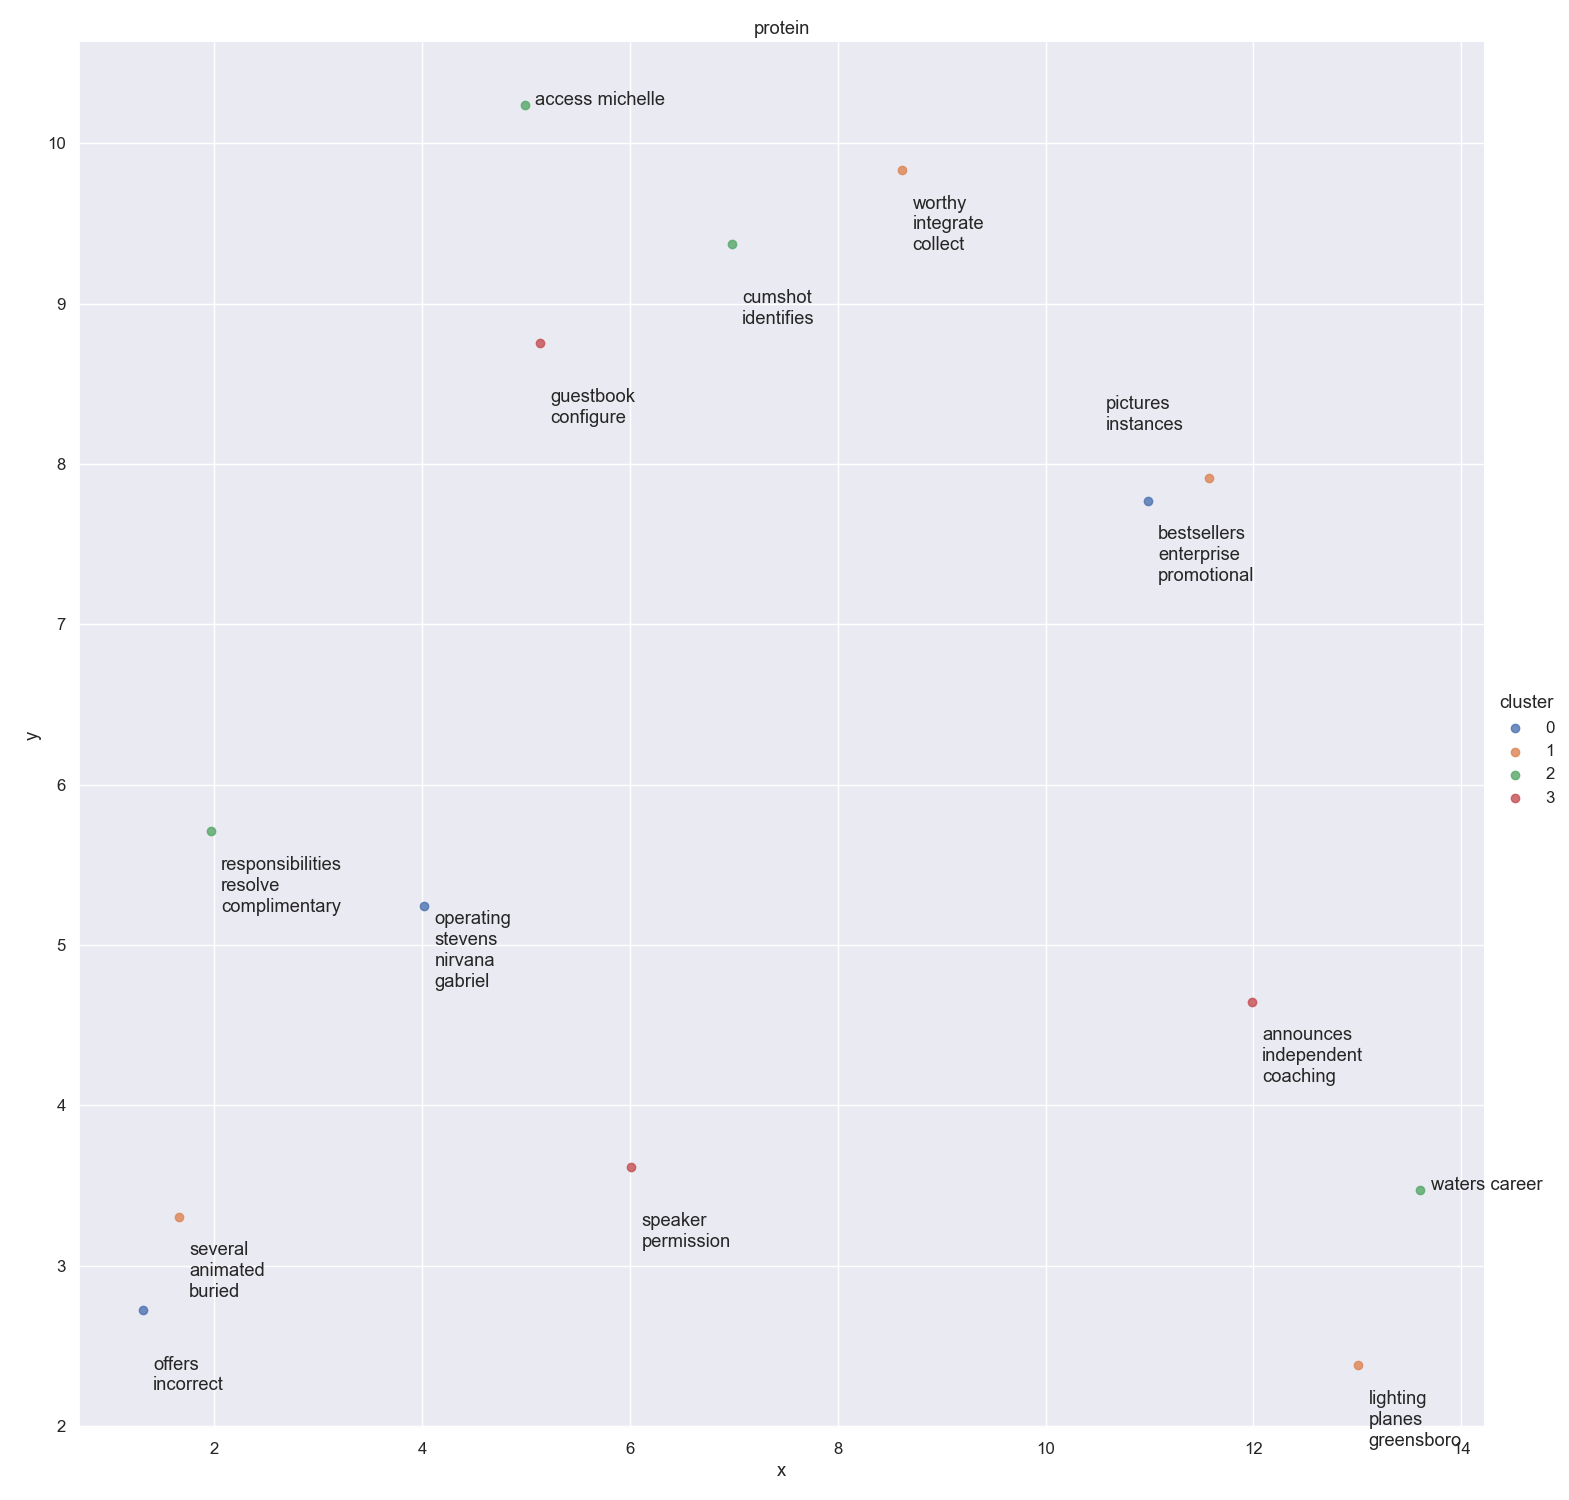 protein
access michelle
worthy
integrate
collect
cumshot
identifies
guestbook
configure
pictures
instances
bestsellers
enterprise
promotional
responsibilities
resolve
complimentary
operating
stevens
nirvana
gabriel
announces
independent
coaching
waters career
speaker
permission
several
animated
buried
offers
incorrect
lighting
planes
greensboro
10
9
8
7
6
5
4
3
2
y
2 4 6 8 10 12 14
x
cluster
0
1
2
3